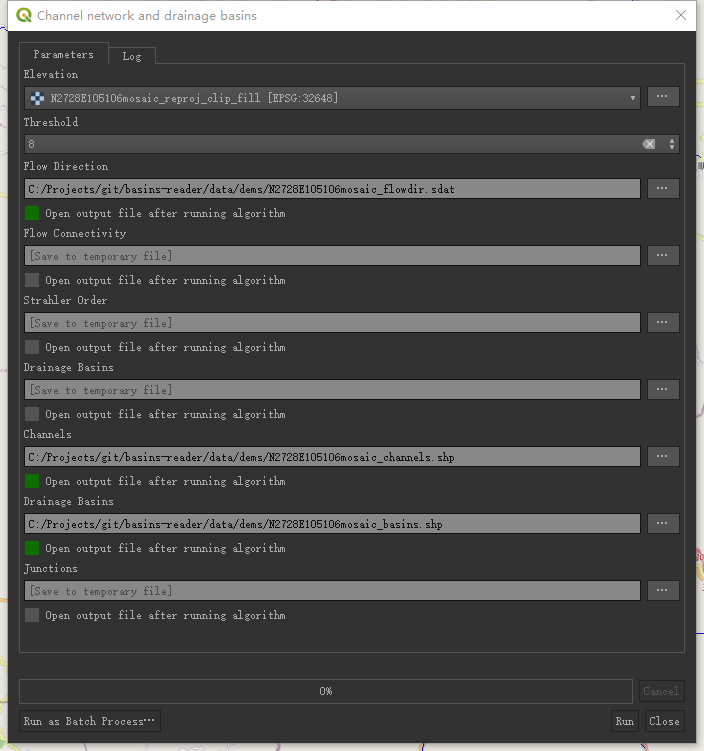 Channel network and drainage basins
Parameters
Log
Elevation
N2728E105106mosaic_reproj_clip_fill [EPSG:32648]
...
Threshold
8
Flow Direction
C:/Projects/git/basins-reader/data/dems/N2728E105106mosaic_flowdir.sdat
...
Open output file after running algorithm
Flow Connectivity
[Save to temporary file]
...
Open output file after running algorithm
Strahler Order
[Save to temporary file]
...
Open output file after running algorithm
Drainage Basins
[Save to temporary file]
...
Open output file after running algorithm
Channels
C:/Projects/git/basins-reader/data/dems/N2728E105106mosaic_channels.shp
...
Open output file after running algorithm
Drainage Basins
C:/Projects/git/basins-reader/data/dems/N2728E105106mosaic_basins.shp
...
Open output file after running algorithm
Junctions
[Save to temporary file]
...
Open output file after running algorithm
0%
Cancel
Run as Batch Process...
Run
Close